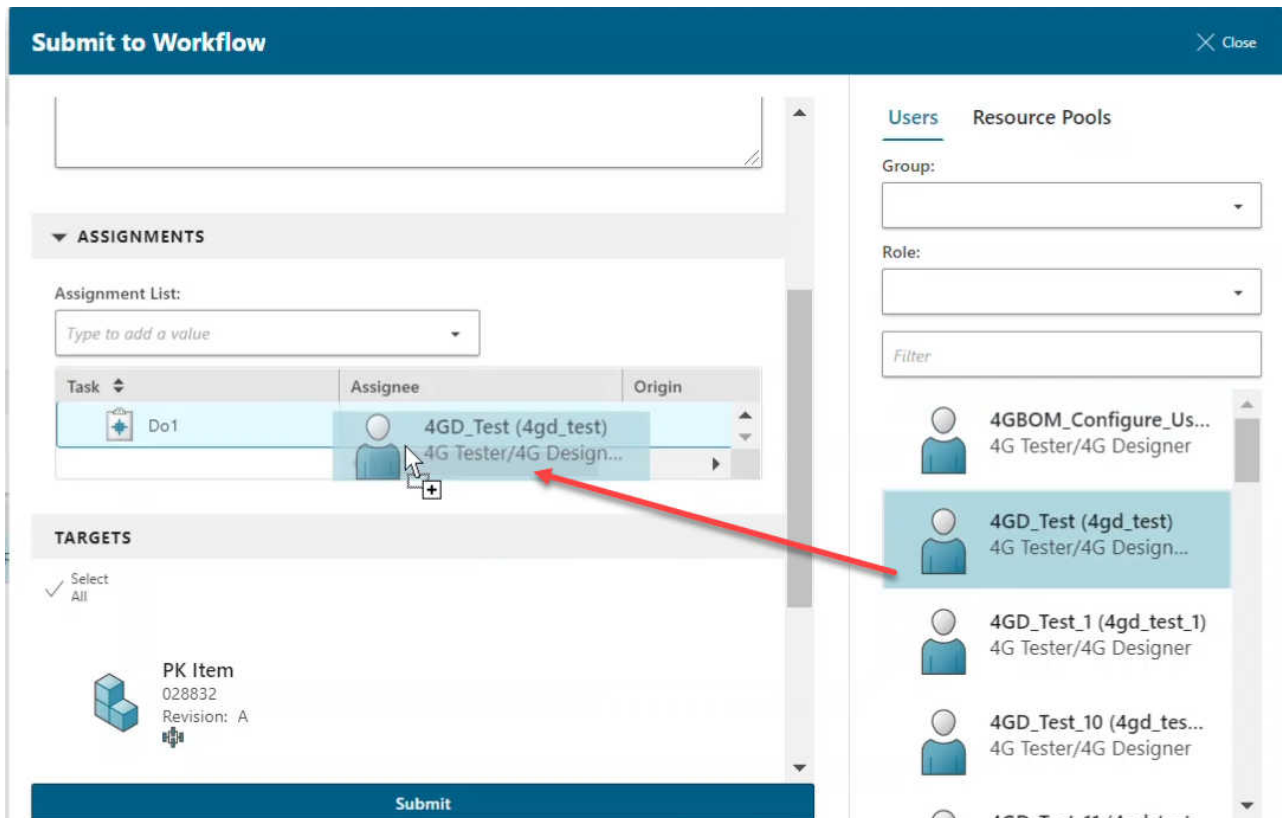 Submit to Workflow
Close
ASSIGNMENTS
Assignment List:
Type to add a value
Task
Assignee
Origin
Do1
4GD_Test (4gd_test)
4G Tester/4G Design...
TARGETS
Select
All
PK Item
028832
Revision: A
Submit
Users
Resource Pools
Group:
Role:
Filter
4GBOM_Configure_Us...
4G Tester/4G Designer
4GD_Test (4gd_test)
4G Tester/4G Design...
4GD_Test_1 (4gd_test_1)
4G Tester/4G Designer
4GD_Test_10 (4gd_tes...
4G Tester/4G Designer